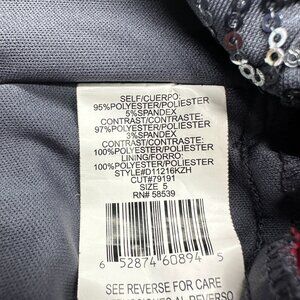 SELF/CUERPO:
95%POLYESTER/POLIESTER
5%SPANDEX
CONTRAST/CONTRASTE:
97%POLYESTER/POLIESTER
3%SPANDEX
CONTRAST/CONTRASTE:
100%POLYESTER/POLIESTER
LINING/FORRO:
100%POLYESTER/POLIESTER
STYLE#D11216KZH
CUT#79191
SIZE 5
RN# 58539
6 52874 60894 5
SEE REVERSE FOR CARE
AL REVERSO